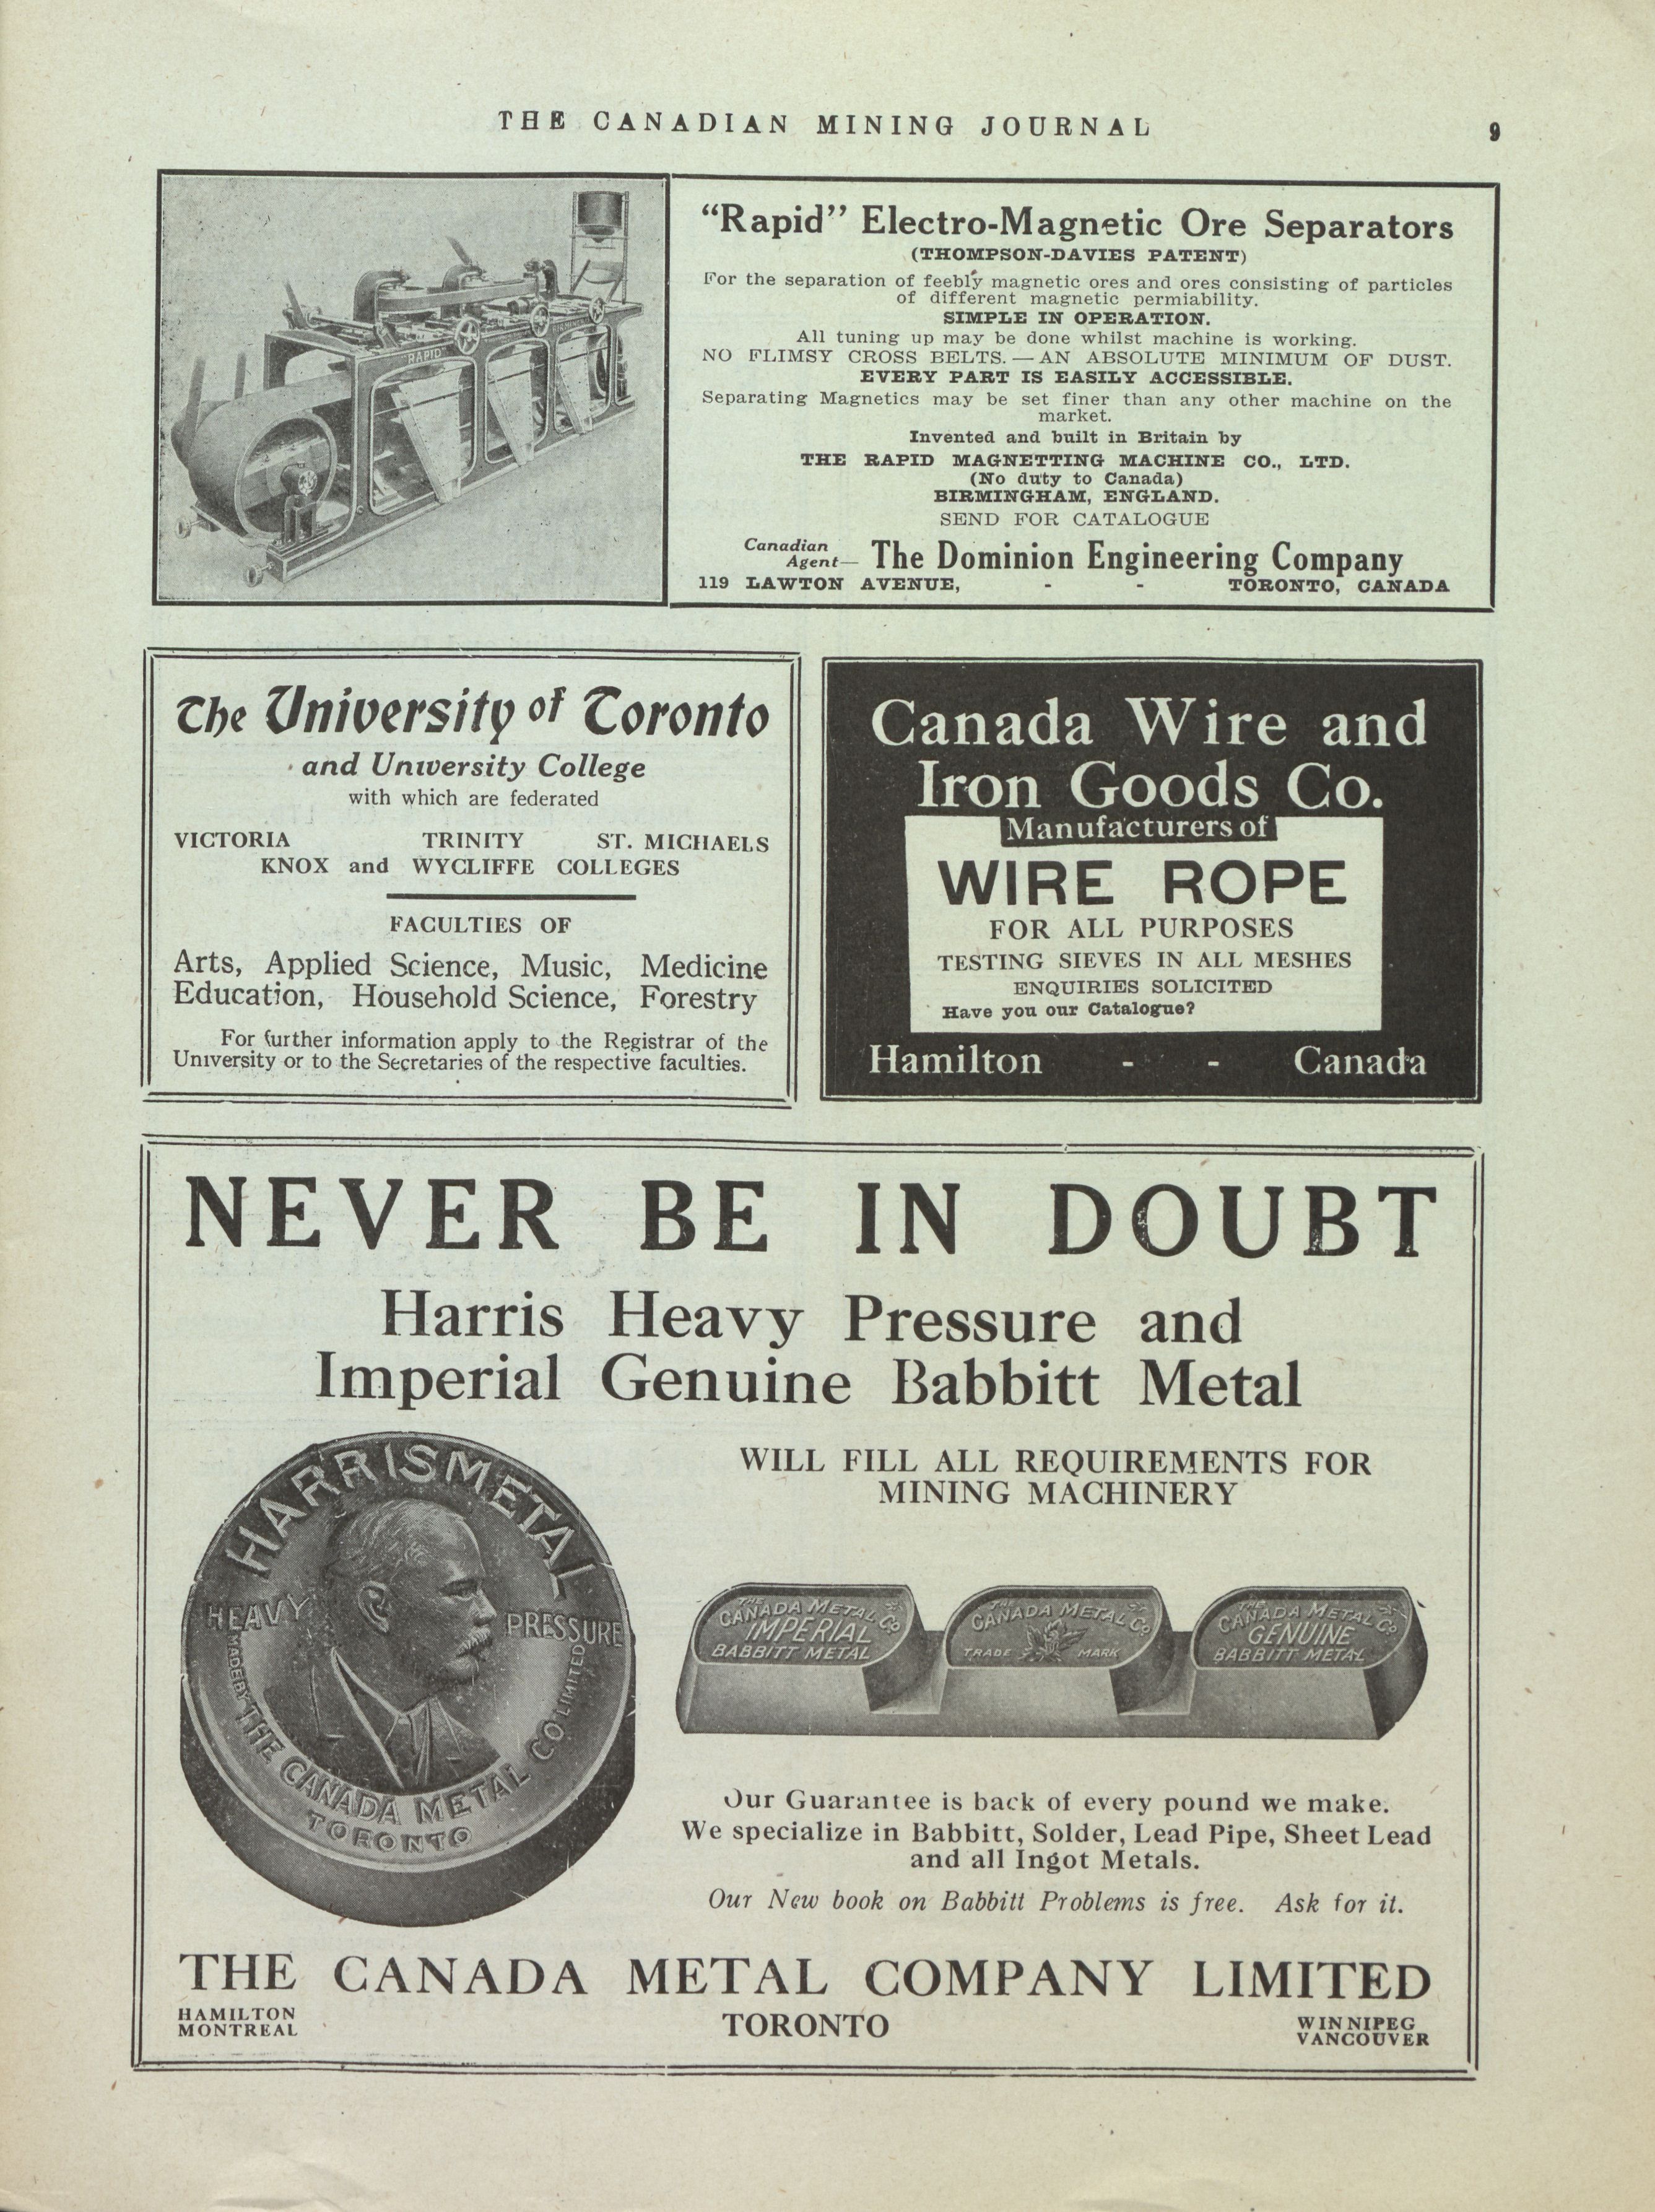 THE CANADIAN MINING JOURNAL
9
RAPID
"Rapid" Electro-Magnetic Ore Separators
(THOMPSON-DAVIES PATENT)
For the separation of feebly magnetic ores and ores consisting of particles
of different magnetic permiability.
SIMPLE IN OPERATION.
All tuning up may be done whilst machine is working.
NO FLIMSY CROSS BELTS.—AN ABSOLUTE MINIMUM OF DUST.
EVERY PART IS EASILY ACCESSIBLE.
Separating Magnetics may be set finer than any other machine on the
market.
Invented and built in Britain by
THE RAPID MAGNETTING MACHINE CO., LTD.
(No duty to Canada)
BIRMINGHAM, ENGLAND.
SEND FOR CATALOGUE
Canadian
Agent— The Dominion Engineering Company
119 LAWTON AVENUE, - - TORONTO, CANADA
The University of Toronto
and University College
with which are federated
VICTORIA TRINITY ST. MICHAELS
KNOX and WYCLIFFE COLLEGES
FACULTIES OF
Arts, Applied Science, Music, Medicine
Education, Household Science, Forestry
For further information apply to the Registrar of the
University or to the Secretaries of the respective faculties.
Canada Wire and
Iron Goods Co.
Manufacturers of
WIRE ROPE
FOR ALL PURPOSES
TESTING SIEVES IN ALL MESHES
ENQUIRIES SOLICITED
Have you our Catalogue?
Hamilton - - Canada
NEVER BE IN DOUBT
Harris Heavy Pressure and
Imperial Genuine Babbitt Metal
HARRIS METAL
HEAVY PRESSURE
MADE BY THE CANADA METAL CO LIMITED
TORONTO
WILL FILL ALL REQUIREMENTS FOR
MINING MACHINERY
THE
CANADA METAL Co.
IMPERIAL
BABBITT METAL
THE
CANADA METAL Co.
TRADE MARK
THE
CANADA METAL Co.
GENUINE
BABBITT METAL
Our Guarantee is back of every pound we make.
We specialize in Babbitt, Solder, Lead Pipe, Sheet Lead
and all Ingot Metals.
Our New book on Babbitt Problems is free. Ask for it.
THE CANADA METAL COMPANY LIMITED
HAMILTON
MONTREAL
TORONTO
WINNIPEG
VANCOUVER